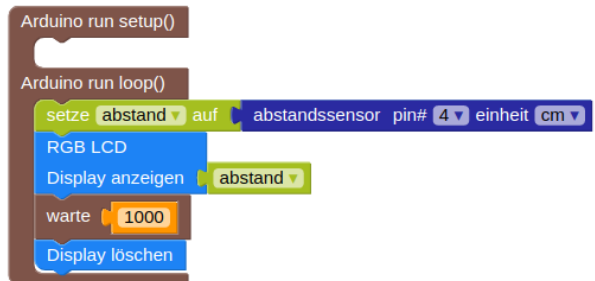 Arduino run setup()
Arduino run loop()
setze abstand auf abstandssensor pin# 4 einheit cm
RGB LCD
Display anzeigen abstand
warte 1000
Display löschen